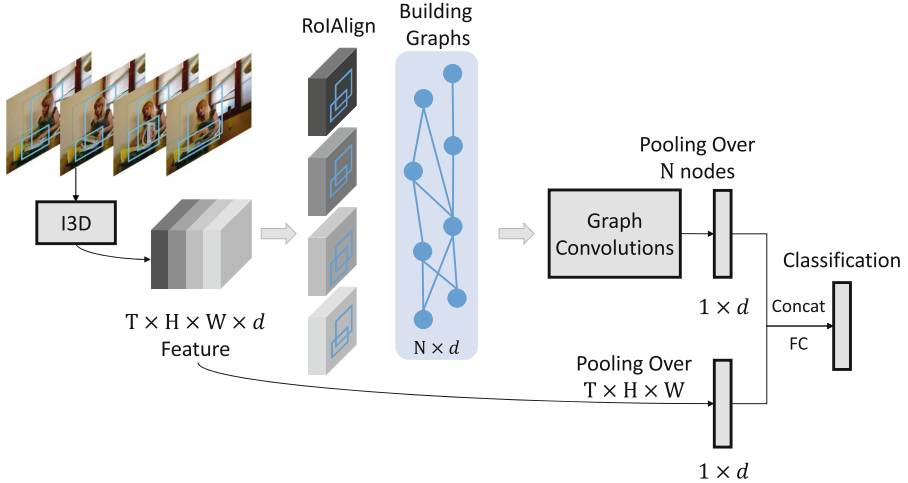 RoIAlign
Building
Graphs
I3D
T × H × W × d
Feature
N × d
Graph
Convolutions
Pooling Over
N nodes
1 × d
Classification
Concat
FC
Pooling Over
T × H × W
1 × d